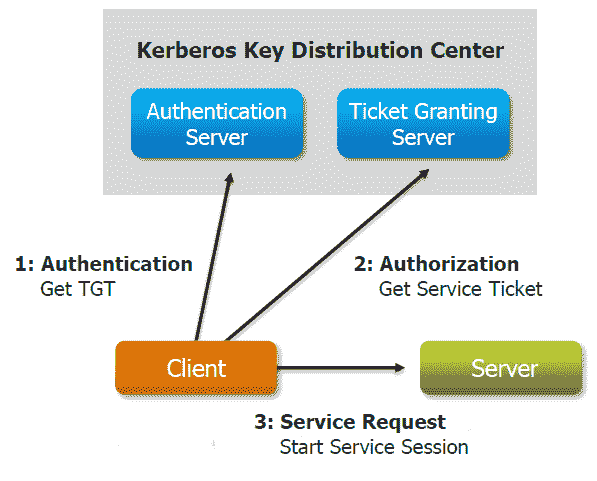 Kerberos Key Distribution Center
Authentication
Server
Ticket Granting
Server
1: Authentication
Get TGT
2: Authorization
Get Service Ticket
Client
Server
3: Service Request
Start Service Session